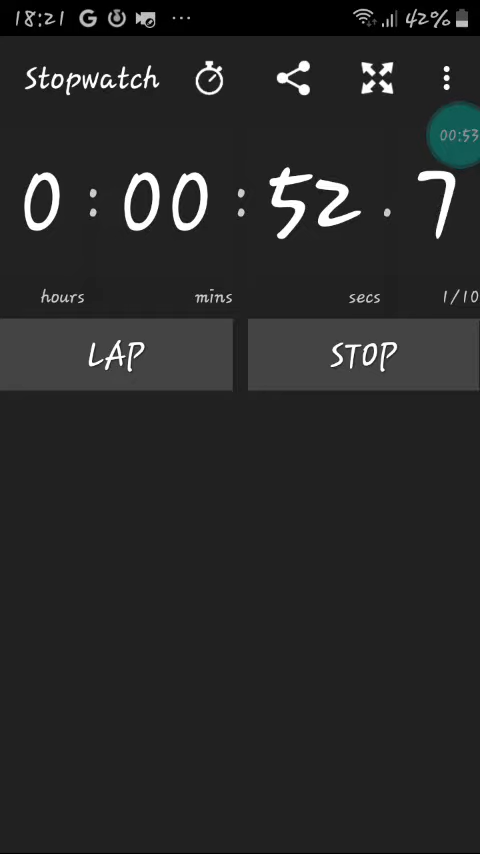 18:21 G ... 42%
Stopwatch
00:53
0 : 00 : 52 . 7
hours mins secs 1/10
LAP STOP